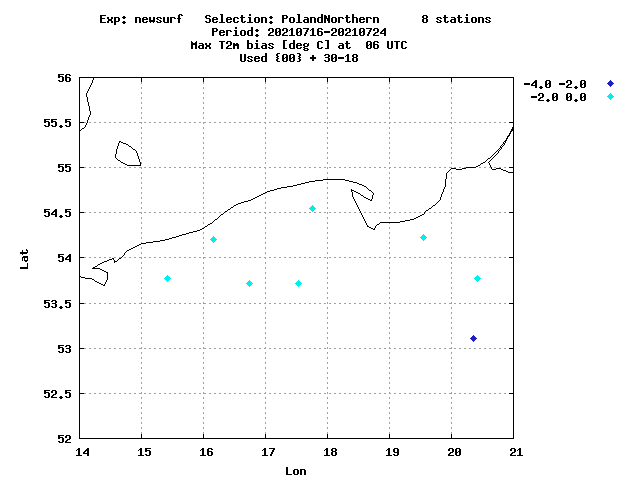 Exp: newsurf   Selection: PolandNorthern      8 stations
Period: 20210716-20210724
Max T2m bias [deg C] at  06 UTC
Used {00} + 30-18
-4.0 -2.0
-2.0 0.0
56
55.5
55
54.5
54
53.5
53
52.5
52
Lat
14 15 16 17 18 19 20 21
Lon